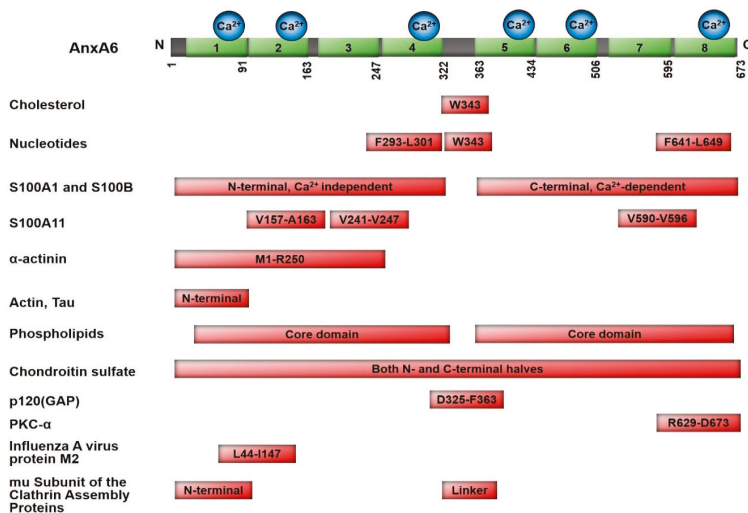 Ca²⁺ Ca²⁺ Ca²⁺ Ca²⁺ Ca²⁺ Ca²⁺
AnxA6 N 1 2 3 4 5 6 7 8 C
1 91 163 247 322 363 434 506 595 673
Cholesterol W343
Nucleotides F293-L301 W343 F641-L649
S100A1 and S100B N-terminal, Ca²⁺ independent C-terminal, Ca²⁺-dependent
S100A11 V157-A163 V241-V247 V590-V596
α-actinin M1-R250
Actin, Tau N-terminal
Phospholipids Core domain Core domain
Chondroitin sulfate Both N- and C-terminal halves
p120(GAP) D325-F363
PKC-α R629-D673
Influenza A virus
protein M2 L44-I147
mu Subunit of the
Clathrin Assembly N-terminal Linker
Proteins